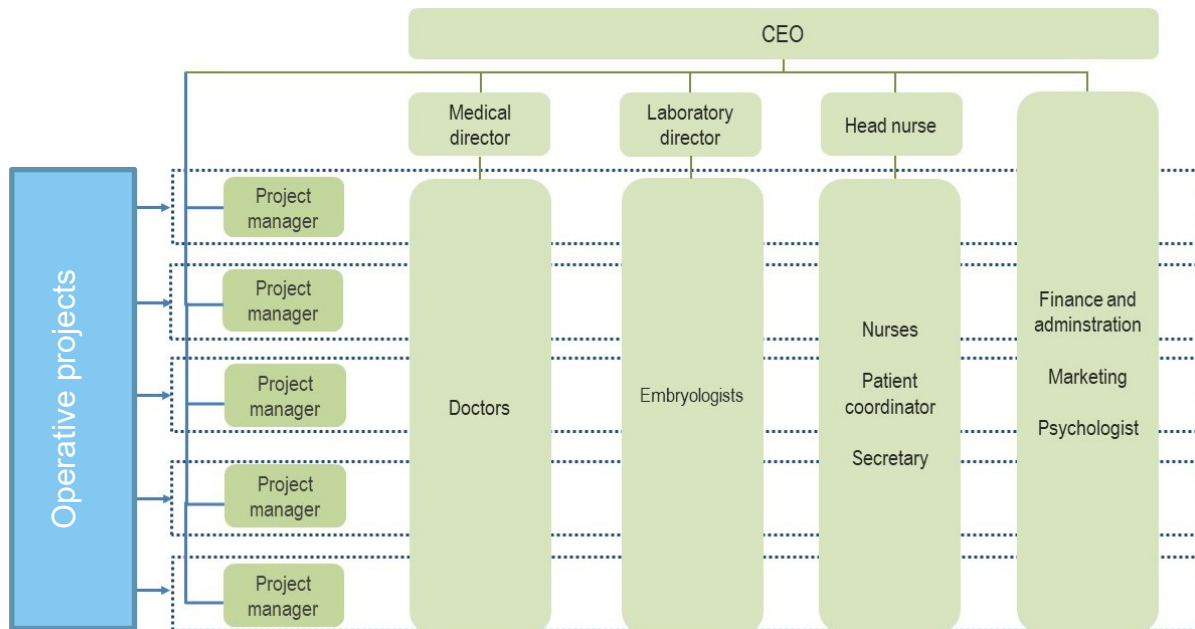 CEO
Medical
director
Laboratory
director
Head nurse
Operative projects
Project
manager
Project
manager
Project
manager
Project
manager
Project
manager
Doctors
Embryologists
Nurses
Patient
coordinator
Secretary
Finance and
adminstration
Marketing
Psychologist